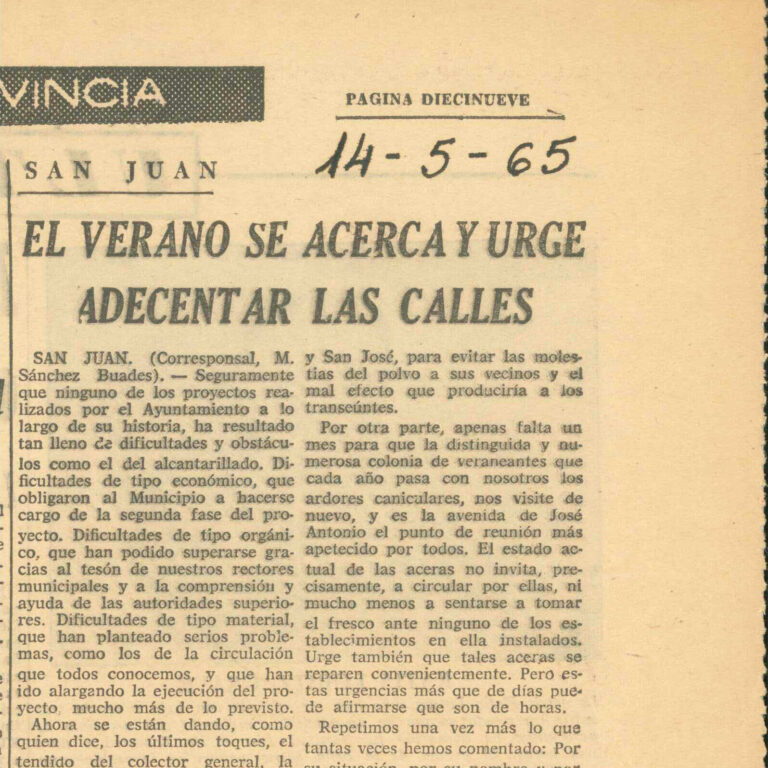 VINCIA
PAGINA DIECINUEVE
14-5-65
SAN JUAN
EL VERANO SE ACERCA Y URGE
ADECENTAR LAS CALLES
SAN JUAN. (Corresponsal, M.
Sánchez Buades). — Seguramente
que ninguno de los proyectos rea-
lizados por el Ayuntamiento a lo
largo de su historia, ha resultado
tan lleno de dificultades y obstácu-
los como el del alcantarillado. Di-
ficultades de tipo económico, que
obligaron al Municipio a hacerse
cargo de la segunda fase del pro-
yecto. Dificultades de tipo orgáni-
co, que han podido superarse gra-
cias al tesón de nuestros rectores
municipales y a la comprensión y
ayuda de las autoridades superio-
res. Dificultades de tipo material,
que han planteado serios proble-
mas, como los de la circulación
que todos conocemos, y que han
ido alargando la ejecución del pro-
yecto mucho más de lo previsto.
Ahora se están dando, como
quien dice, los últimos toques, el
tendido del colector general, la
y San José, para evitar las moles-
tias del polvo a sus vecinos y el
mal efecto que produciría a los
transeúntes.
Por otra parte, apenas falta un
mes para que la distinguida y nu-
merosa colonia de veraneantes que
cada año pasa con nosotros los
ardores caniculares, nos visite de
nuevo, y es la avenida de José
Antonio el punto de reunión más
apetecido por todos. El estado ac-
tual de las aceras no invita, pre-
cisamente, a circular por ellas, ni
mucho menos a sentarse a tomar
el fresco ante ninguno de los es-
tablecimientos en ella instalados.
Urge también que tales aceras se
reparen convenientemente. Pero es-
tas urgencias más que de días pue-
de afirmarse que son de horas.
Repetimos una vez más lo que
tantas veces hemos comentado: Por
su situación, por su nombre y por